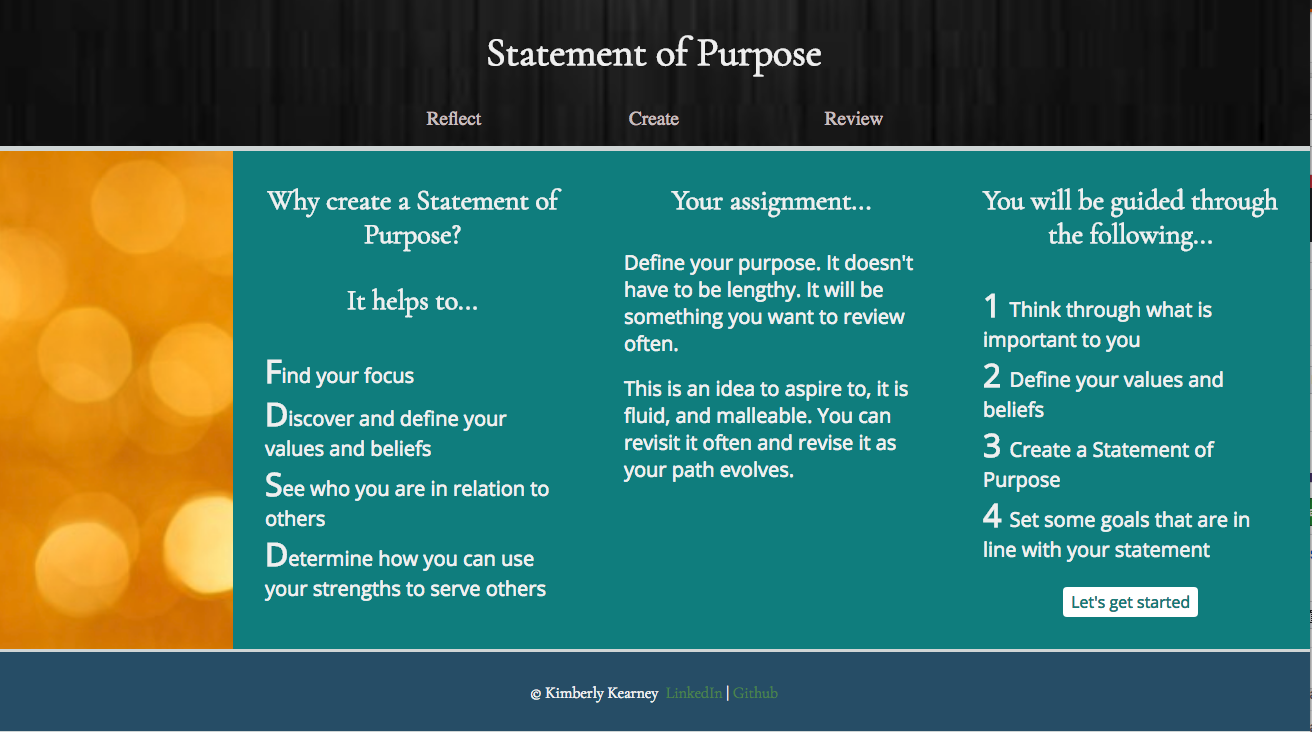 Statement of Purpose
Reflect Create Review
Why create a Statement of
Purpose?
It helps to...
Find your focus
Discover and define your
values and beliefs
See who you are in relation to
others
Determine how you can use
your strengths to serve others
Your assignment...
Define your purpose. It doesn't
have to be lengthy. It will be
something you want to review
often.
This is an idea to aspire to, it is
fluid, and malleable. You can
revisit it often and revise it as
your path evolves.
You will be guided through
the following...
1 Think through what is
important to you
2 Define your values and
beliefs
3 Create a Statement of
Purpose
4 Set some goals that are in
line with your statement
Let's get started
@ Kimberly Kearney LinkedIn | Github